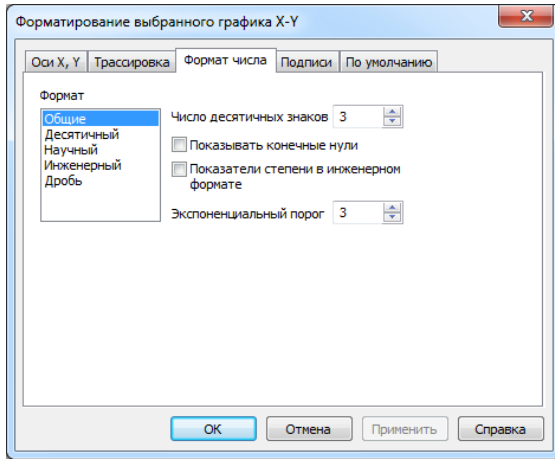 Форматирование выбранного графика X-Y
Оси X, Y Трассировка Формат числа Подписи По умолчанию
Формат
Общие
Десятичный
Научный
Инженерный
Дробь
Число десятичных знаков 3
Показывать конечные нули
Показатели степени в инженерном
формате
Экспоненциальный порог 3
ОК Отмена Применить Справка